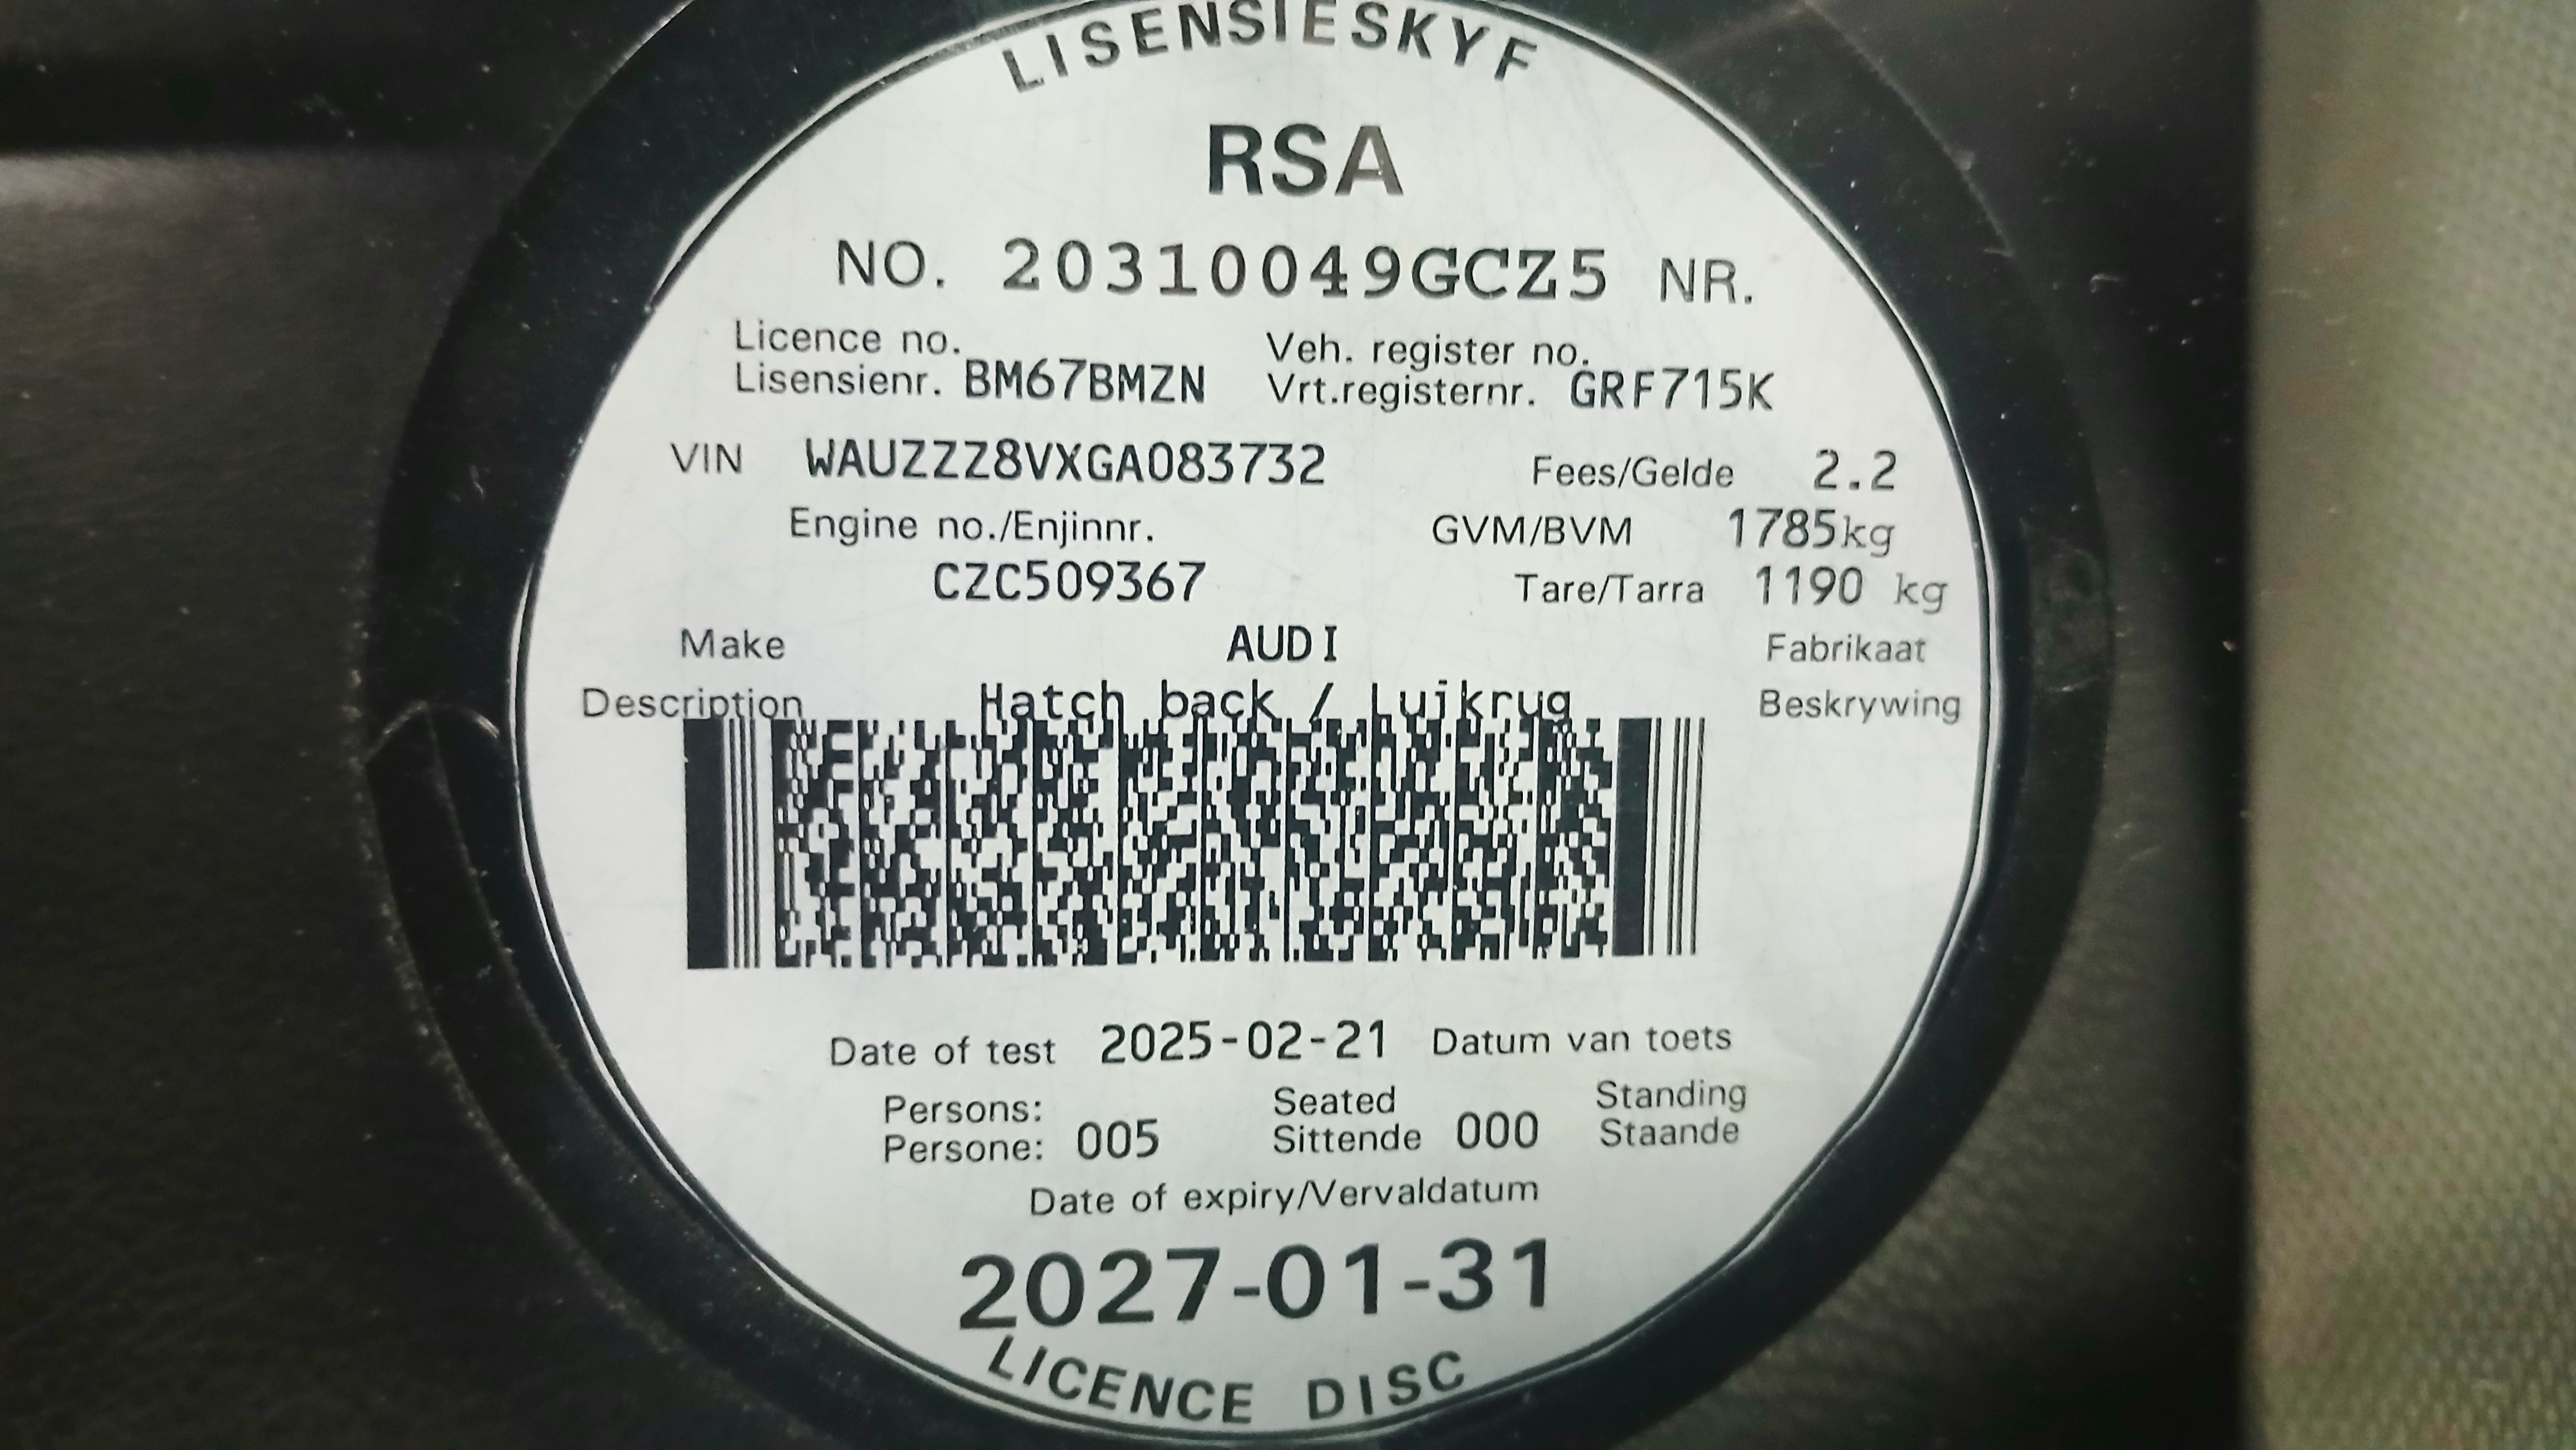 LISENSIESKYF
RSA
NO. 20310049GCZ5 NR.
Licence no. Veh. register no.
Lisensienr. BM67BMZN Vrt.registernr. GRF715K
VIN WAUZZZ8VXGA083732 Fees/Gelde 2.2
Engine no./Enjinnr. GVM/BVM 1785kg
CZC509367 Tare/Tarra 1190 kg
Make AUDI Fabrikaat
Description Hatch back / Luikrug Beskrywing
Date of test 2025-02-21 Datum van toets
Persons: Seated Standing
Persone: 005 Sittende 000 Staande
Date of expiry/Vervaldatum
2027-01-31
LICENCE DISC